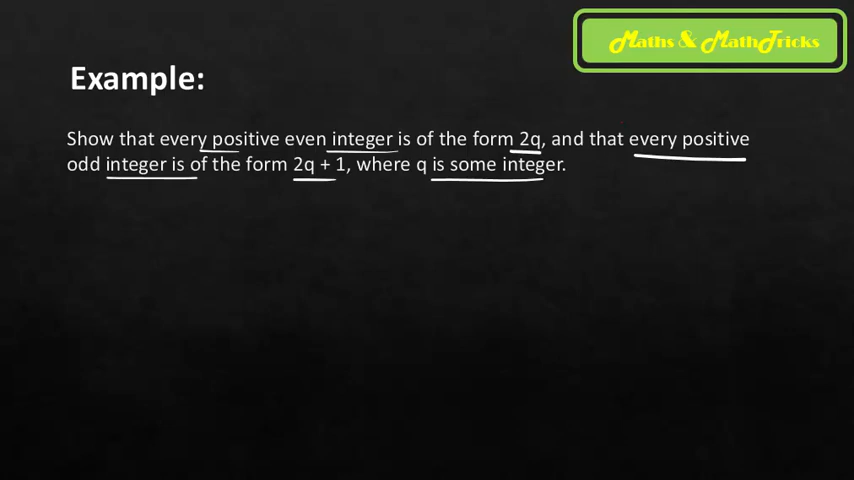 Maths & MathTricks
Example:
Show that every positive even integer is of the form 2q, and that every positive
odd integer is of the form 2q + 1, where q is some integer.